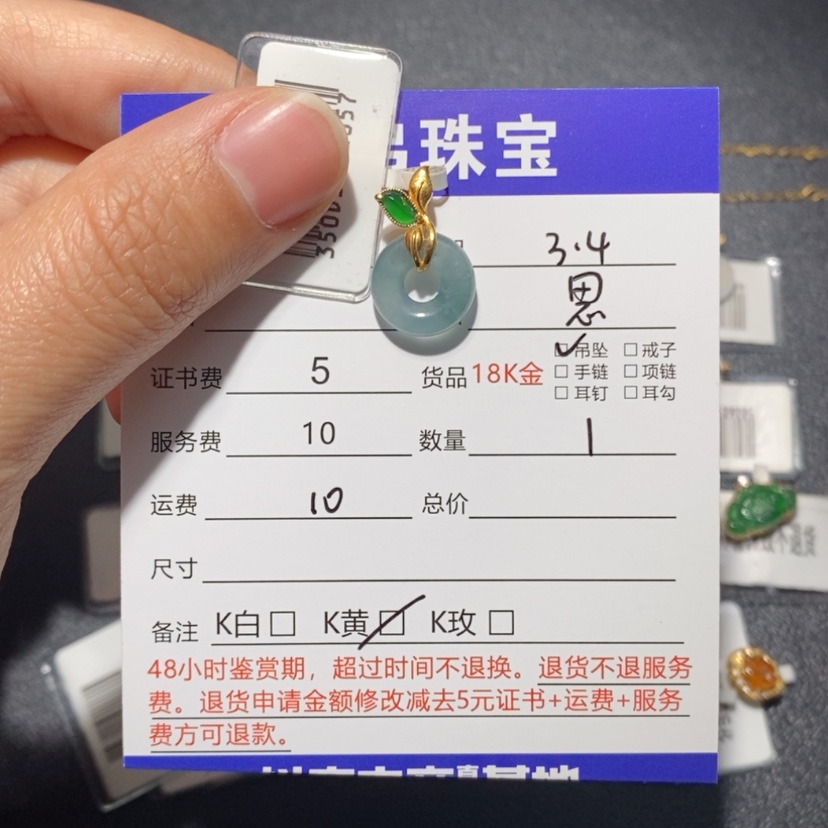 珠宝
3.4
思
证书费 5 货品 18K金 ☑吊坠 ☐戒子
☐手链 ☐项链
☐耳钉 ☐耳勾
服务费 10 数量 1
运费 10 总价
尺寸
备注 K白☐ K黄☑ K玫☐
48小时鉴赏期，超过时间不退换。退货不退服务
费。退货申请金额修改减去5元证书+运费+服务
费方可退款。